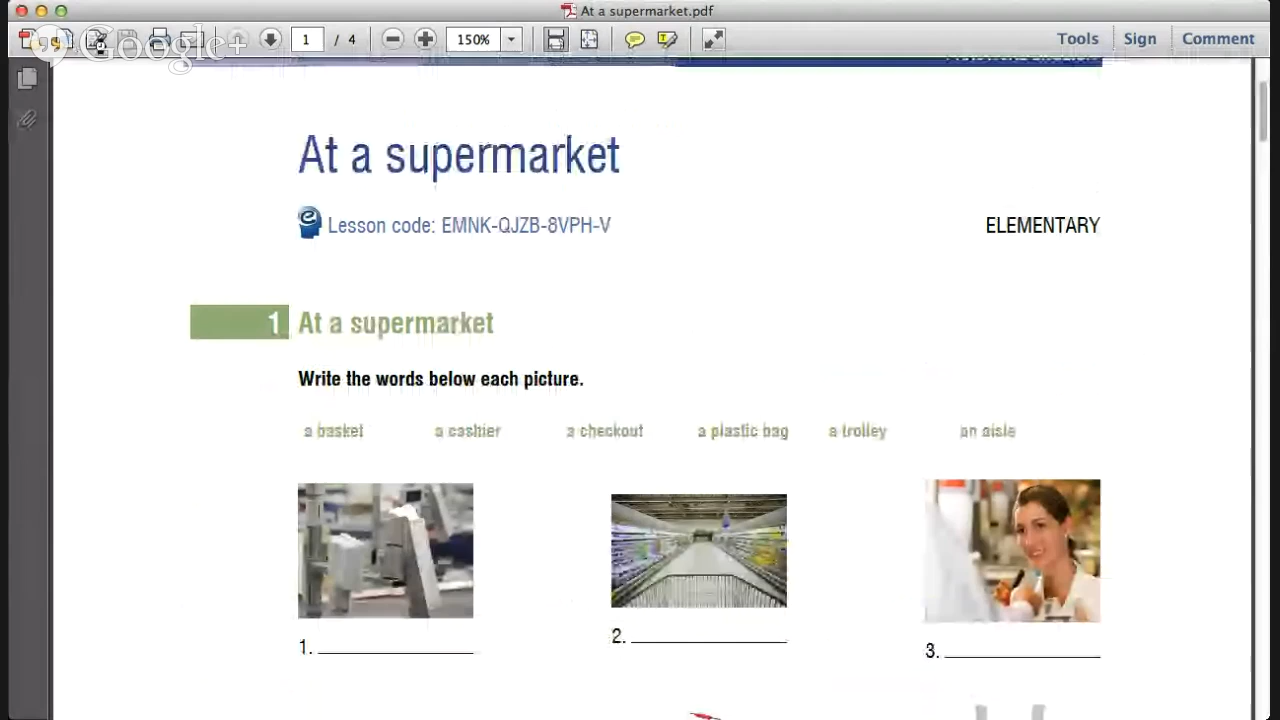 At a supermarket.pdf
Google+
1 / 4
150%
Tools
Sign
Comment
At a supermarket
Lesson code: EMNK-QJZB-8VPH-V
ELEMENTARY
1 At a supermarket
Write the words below each picture.
a basket a cashier a checkout a plastic bag a trolley an aisle
1.
2.
3.